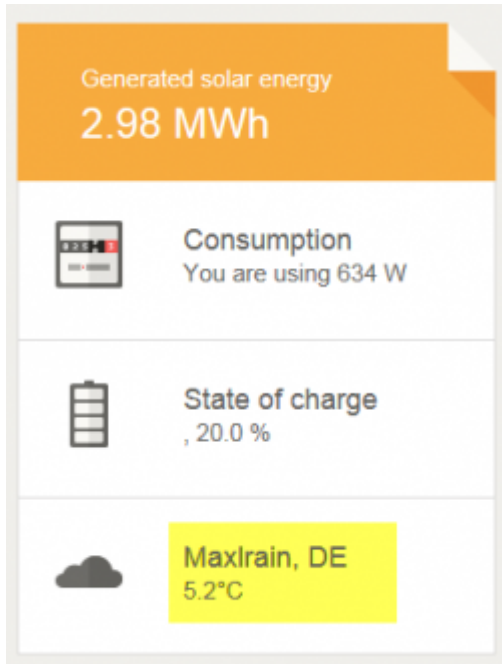 Generated solar energy
2.98 MWh
Consumption
You are using 634 W
State of charge
, 20.0 %
Maxlrain, DE
5.2°C